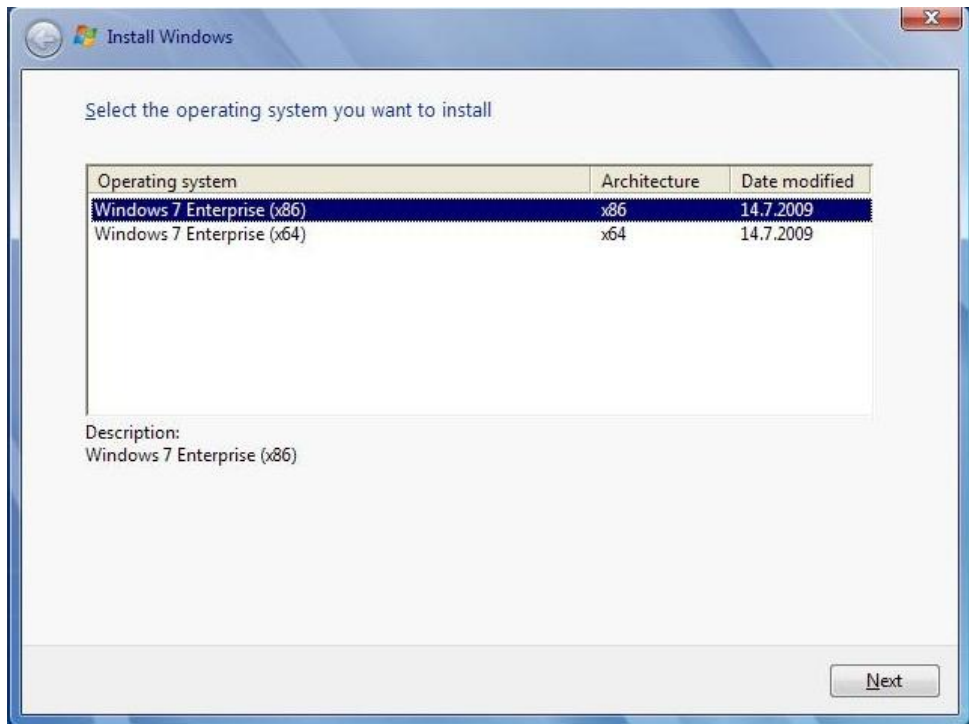 Install Windows
Select the operating system you want to install
Operating system Architecture Date modified
Windows 7 Enterprise (x86) x86 14.7.2009
Windows 7 Enterprise (x64) x64 14.7.2009
Description:
Windows 7 Enterprise (x86)
Next